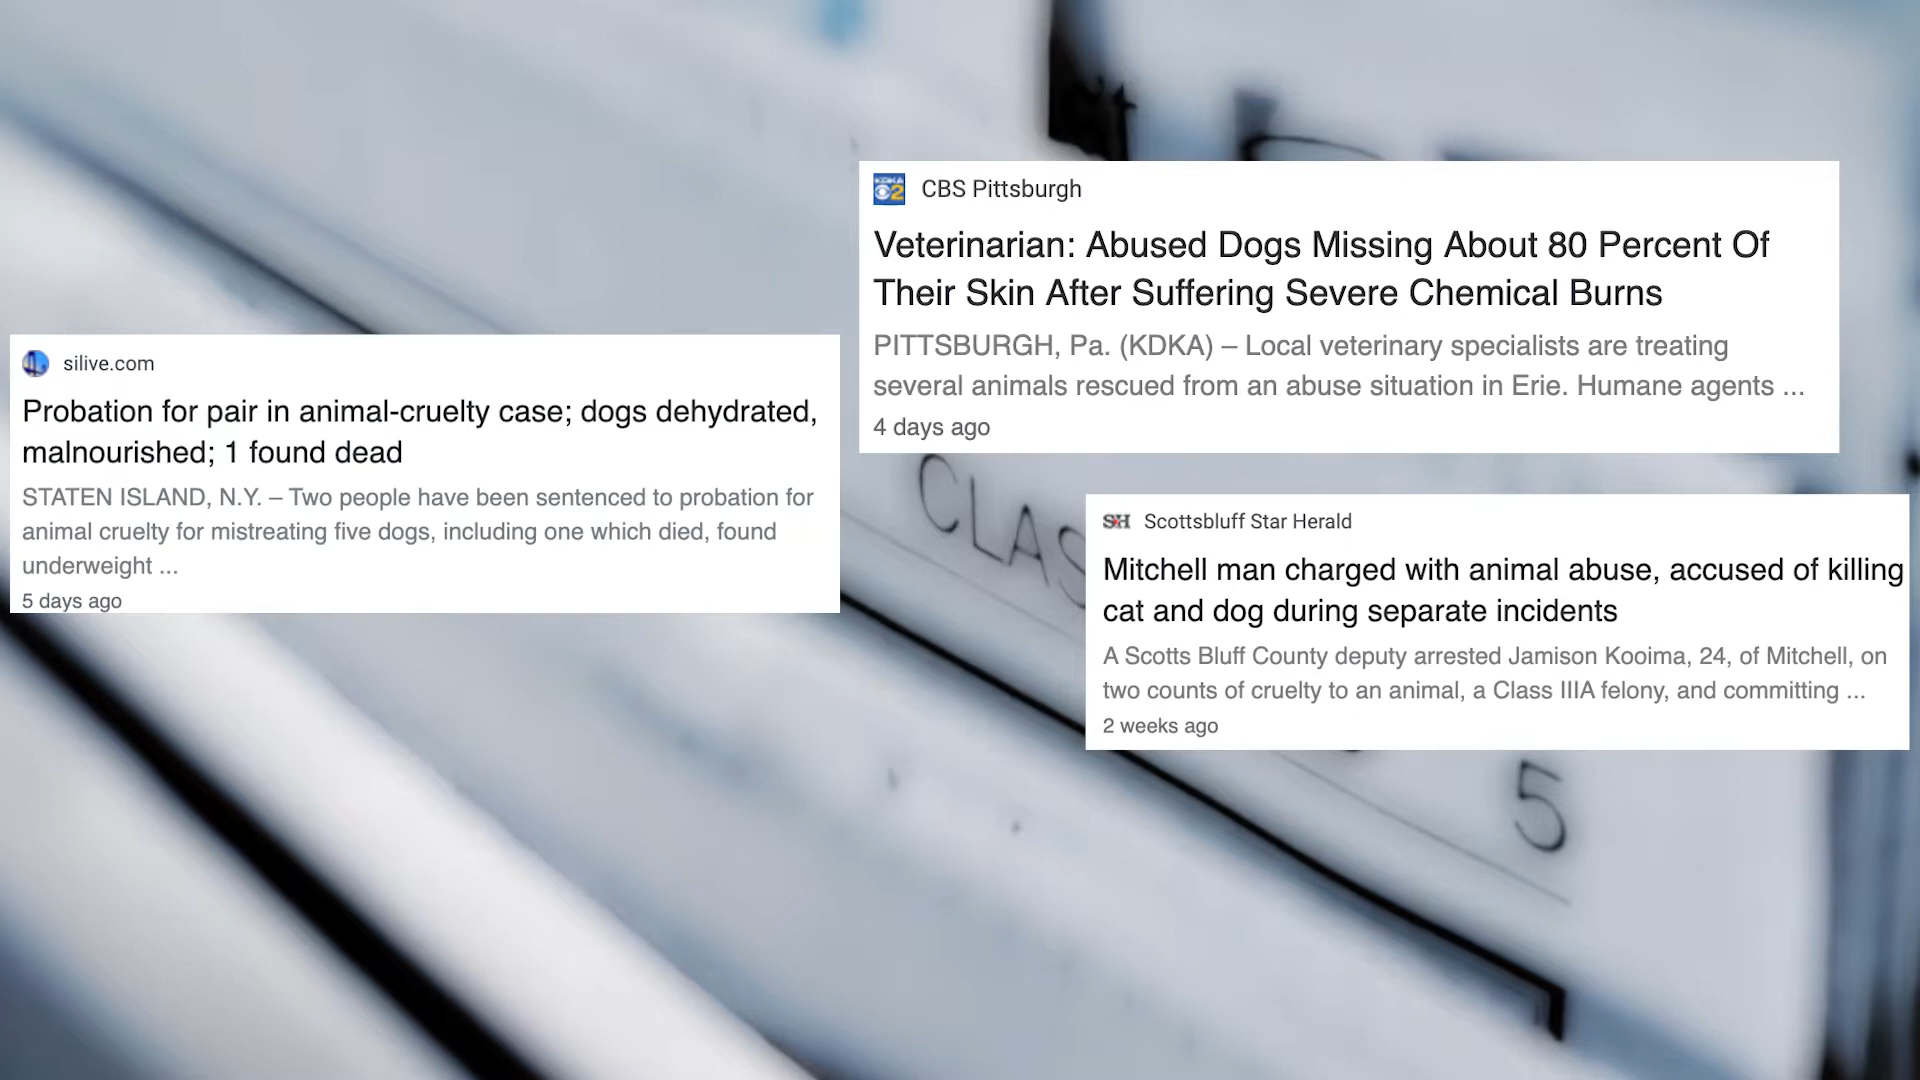 CBS Pittsburgh
Veterinarian: Abused Dogs Missing About 80 Percent Of
Their Skin After Suffering Severe Chemical Burns
PITTSBURGH, Pa. (KDKA) – Local veterinary specialists are treating
several animals rescued from an abuse situation in Erie. Humane agents ...
4 days ago
silive.com
Probation for pair in animal-cruelty case; dogs dehydrated,
malnourished; 1 found dead
STATEN ISLAND, N.Y. – Two people have been sentenced to probation for
animal cruelty for mistreating five dogs, including one which died, found
underweight ...
5 days ago
CLAS
SH Scottsbluff Star Herald
Mitchell man charged with animal abuse, accused of killing
cat and dog during separate incidents
A Scotts Bluff County deputy arrested Jamison Kooima, 24, of Mitchell, on
two counts of cruelty to an animal, a Class IIIA felony, and committing ...
2 weeks ago
5